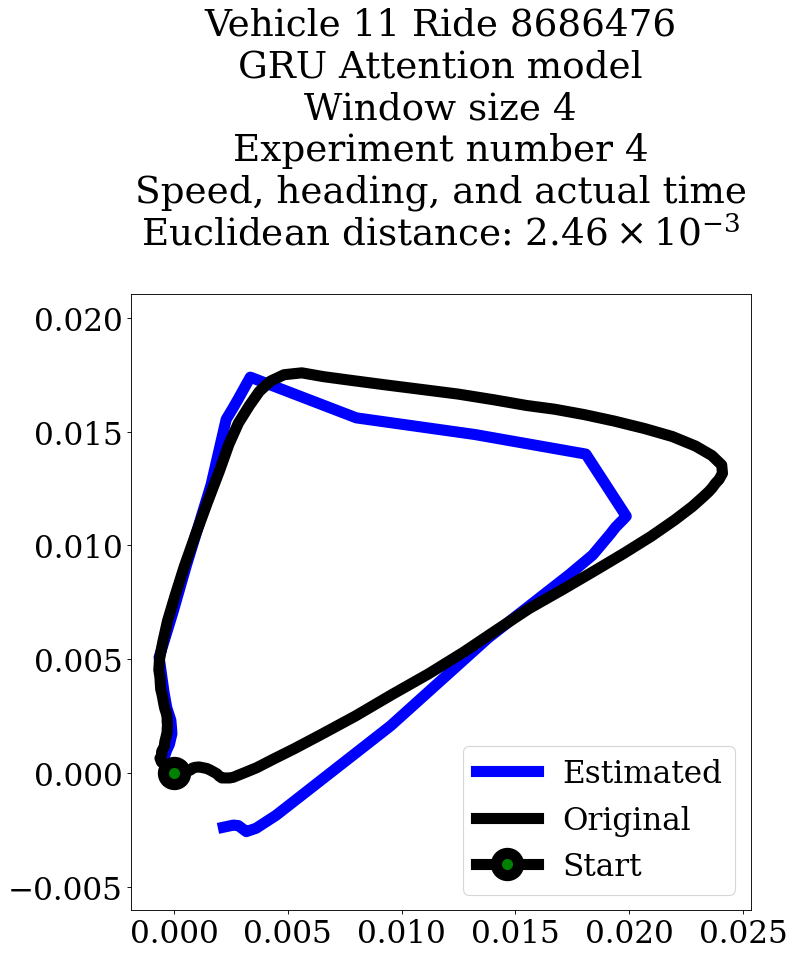 Vehicle 11 Ride 8686476
GRU Attention model
Window size 4
Experiment number 4
Speed, heading, and actual time
Euclidean distance: 2.46 × 10⁻³
0.020
0.015
0.010
0.005
0.000
−0.005
Estimated
Original
Start
0.000 0.005 0.010 0.015 0.020 0.025